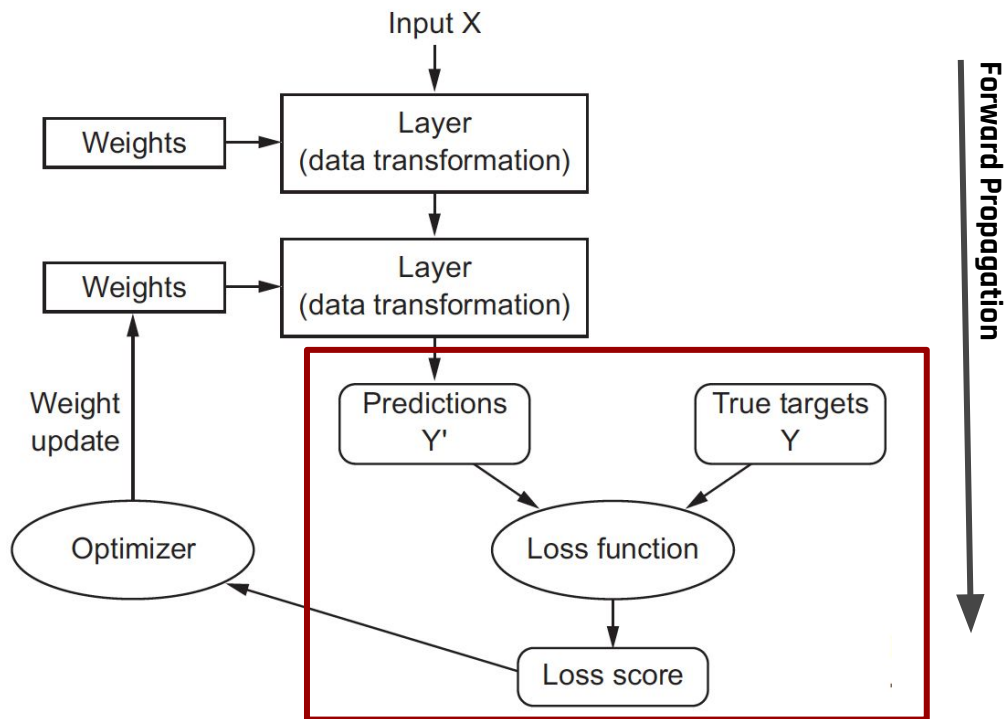 Input X
Weights
Layer
(data transformation)
Weights
Layer
(data transformation)
Weight
update
Predictions
Y'
True targets
Y
Optimizer
Loss function
Loss score
Forward Propagation